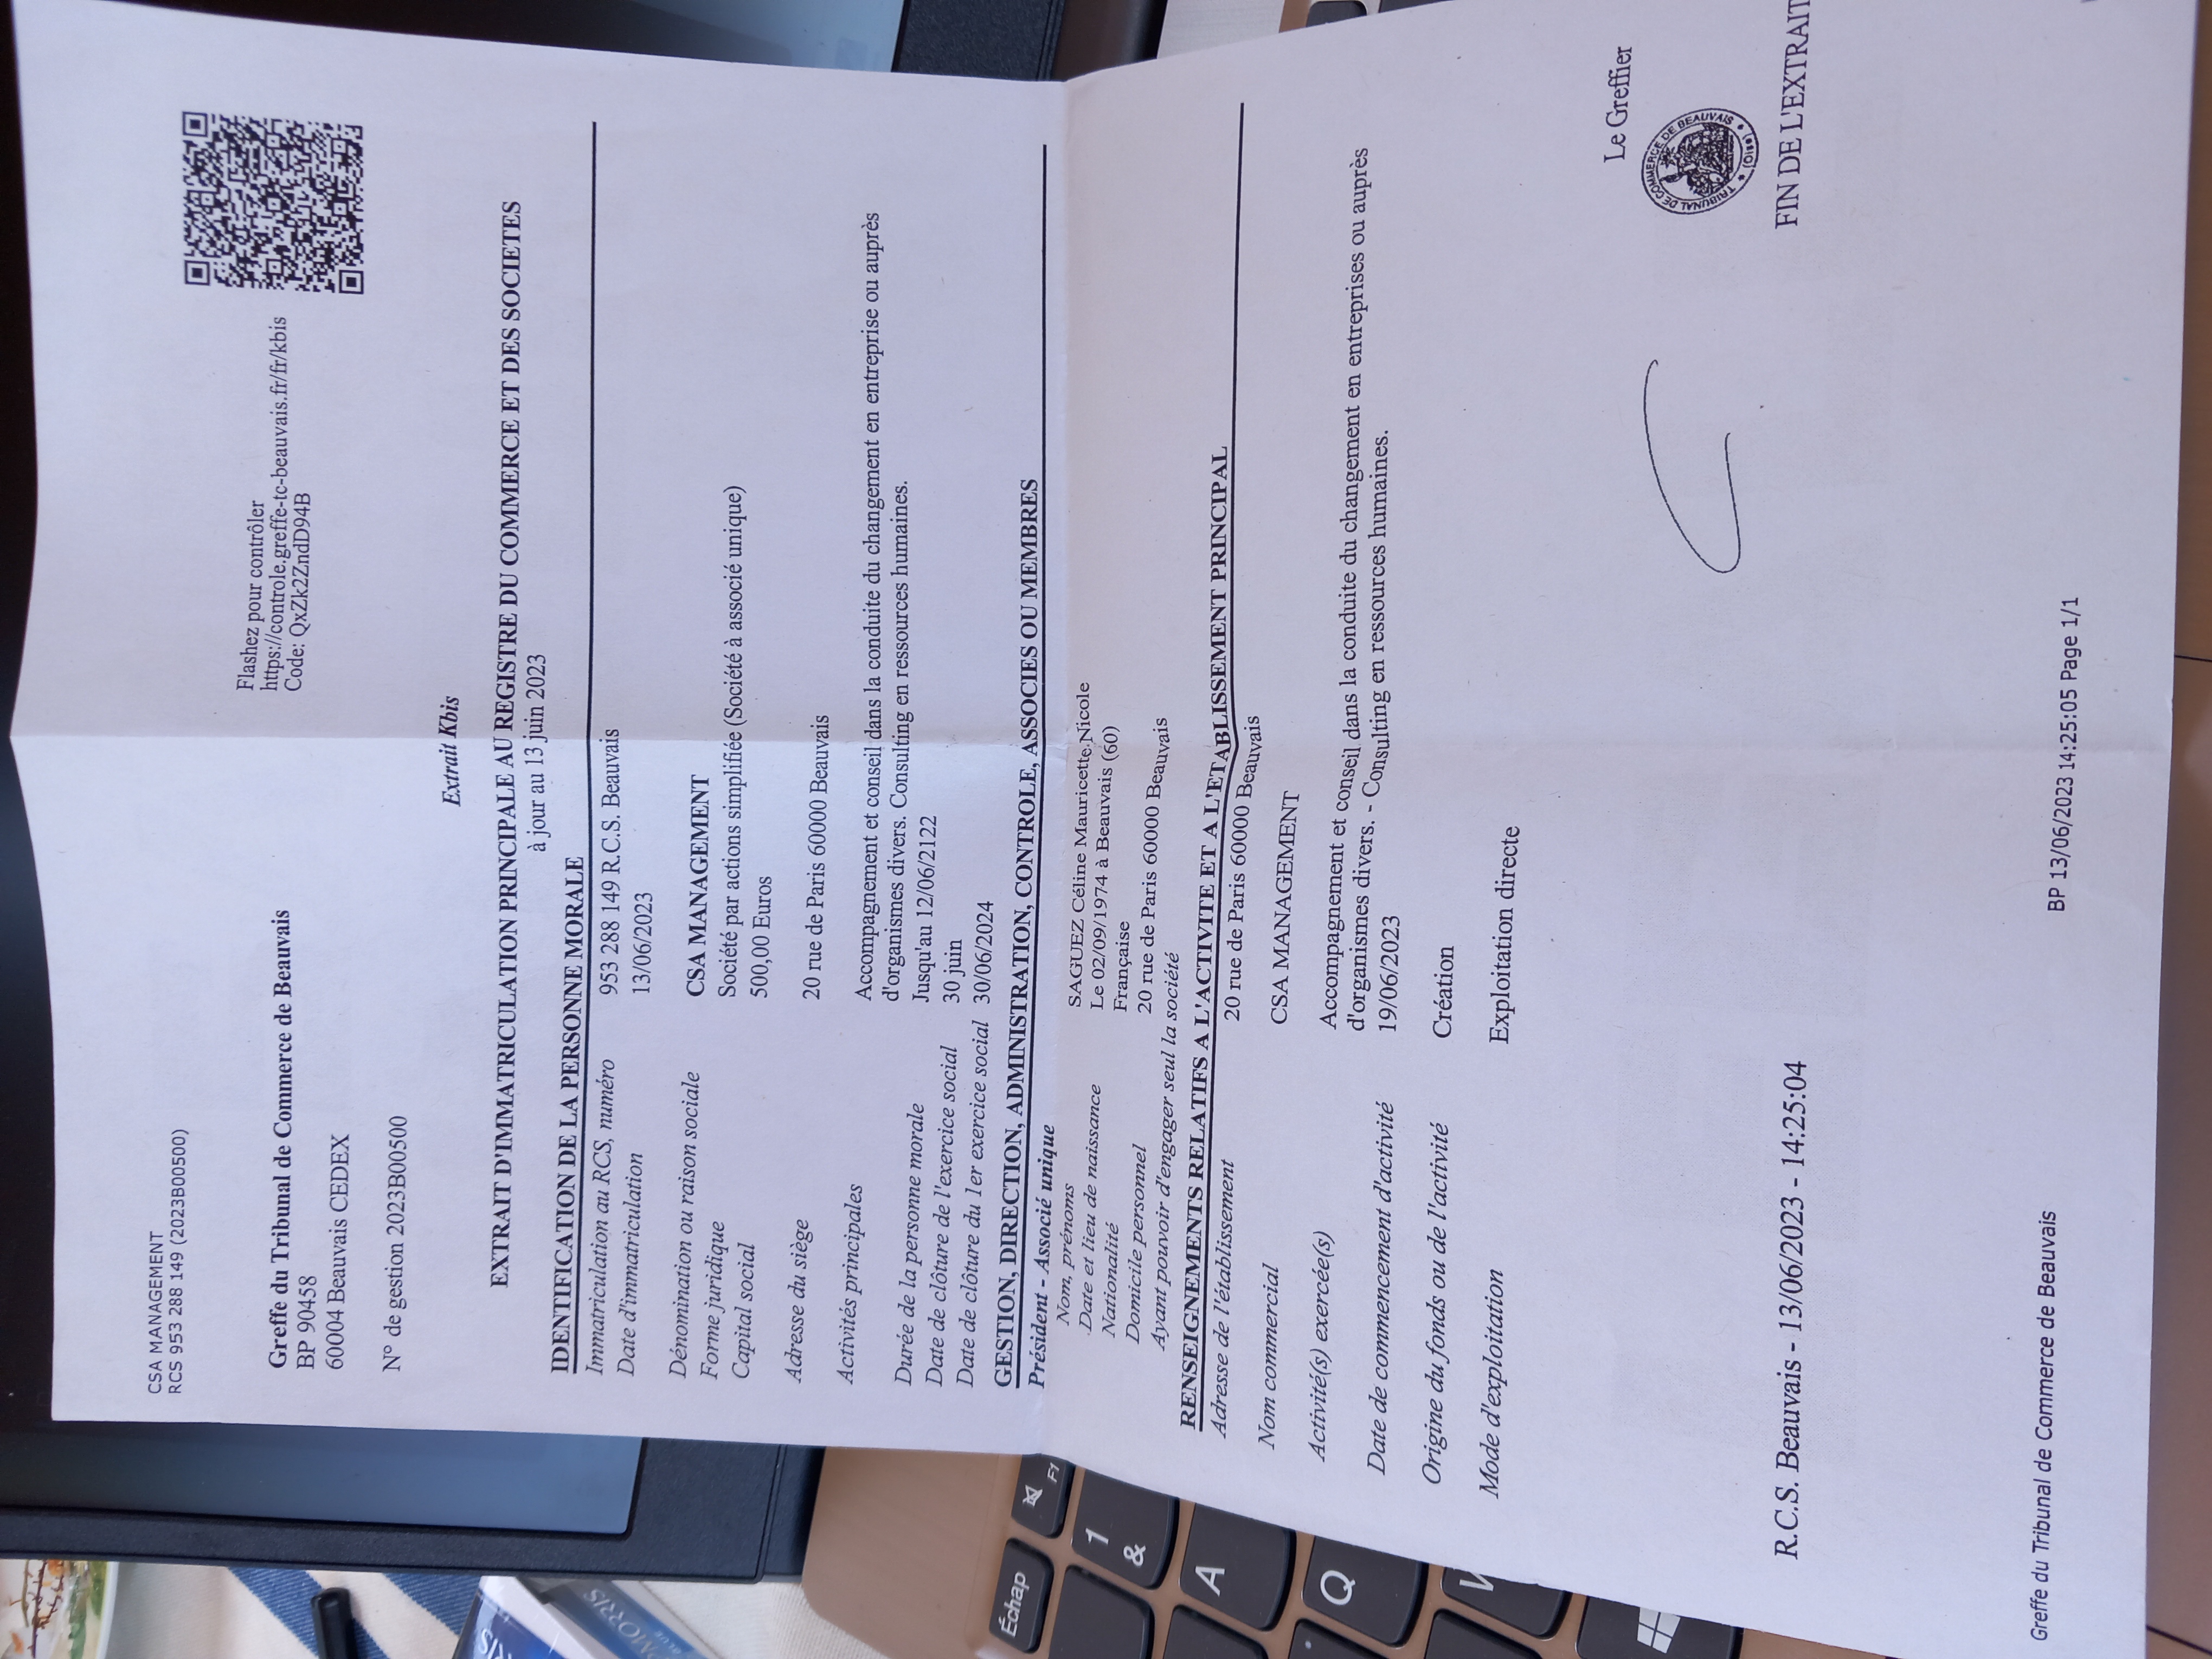 CSA MANAGEMENT
RCS 953 288 149 (2023B00500)
Flashez pour contrôler
https://controle.greffe-tc-beauvais.fr/fr/kbis
Code: QxZk2ZndD94B
Greffe du Tribunal de Commerce de Beauvais
BP 90458
60004 Beauvais CEDEX
N° de gestion 2023B00500
Extrait Kbis
EXTRAIT D'IMMATRICULATION PRINCIPALE AU REGISTRE DU COMMERCE ET DES SOCIETES
à jour au 13 juin 2023
IDENTIFICATION DE LA PERSONNE MORALE
Immatriculation au RCS, numéro 953 288 149 R.C.S. Beauvais
Date d'immatriculation 13/06/2023
Dénomination ou raison sociale CSA MANAGEMENT
Forme juridique Société par actions simplifiée (Société à associé unique)
Capital social 500,00 Euros
Adresse du siège 20 rue de Paris 60000 Beauvais
Activités principales Accompagnement et conseil dans la conduite du changement en entreprise ou auprès
d'organismes divers. Consulting en ressources humaines.
Durée de la personne morale Jusqu'au 12/06/2122
Date de clôture de l'exercice social 30 juin
Date de clôture du 1er exercice social 30/06/2024
GESTION, DIRECTION, ADMINISTRATION, CONTROLE, ASSOCIES OU MEMBRES
Président - Associé unique
Nom, prénoms SAGUEZ Céline Mauricette Nicole
Date et lieu de naissance Le 02/09/1974 à Beauvais (60)
Nationalité Française
Domicile personnel 20 rue de Paris 60000 Beauvais
Ayant pouvoir d'engager seul la société
RENSEIGNEMENTS RELATIFS A L'ACTIVITE ET A L'ETABLISSEMENT PRINCIPAL
Adresse de l'établissement 20 rue de Paris 60000 Beauvais
Nom commercial CSA MANAGEMENT
Activité(s) exercée(s) Accompagnement et conseil dans la conduite du changement en entreprises ou auprès
d'organismes divers. - Consulting en ressources humaines.
Date de commencement d'activité 19/06/2023
Origine du fonds ou de l'activité Création
Mode d'exploitation Exploitation directe
Le Greffier
TRIBUNAL DE COMMERCE DE BEAUVAIS
(Oise)
R.C.S. Beauvais - 13/06/2023 - 14:25:04
FIN DE L'EXTRAIT
Greffe du Tribunal de Commerce de Beauvais
BP 13/06/2023 14:25:05 Page 1/1
Échap
F1
1
&
A
Q
MORRIS
BLUE